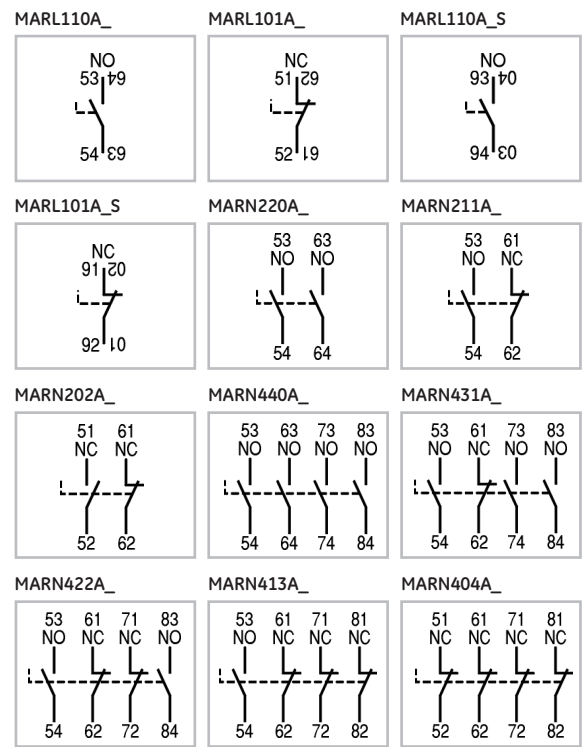 MARL110A_ MARL101A_ MARL110A_S
NO NC NO
53 64 51 62 93 04
54 63 52 61 94 03
MARL101A_S MARN220A_ MARN211A_
NC
91 02
92 01
53 63 53 61
NO NO NO NC
54 64 54 62
MARN202A_ MARN440A_ MARN431A_
51 61 53 63 73 83 53 61 73 83
NC NC NO NO NO NO NO NC NO NO
52 62 54 64 74 84 54 62 74 84
MARN422A_ MARN413A_ MARN404A_
53 61 71 83 53 61 71 81 51 61 71 81
NO NC NC NO NO NC NC NC NC NC NC NC
54 62 72 84 54 62 72 82 52 62 72 82